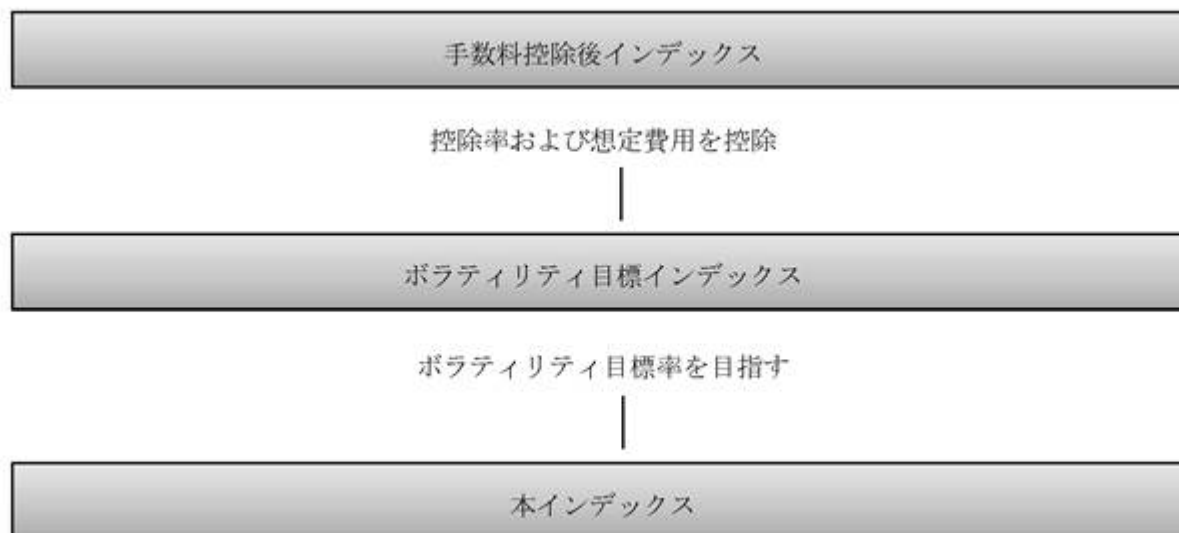 手数料控除後インデックス
控除率および想定費用を控除
ボラティリティ目標インデックス
ボラティリティ目標率を目指す
本インデックス